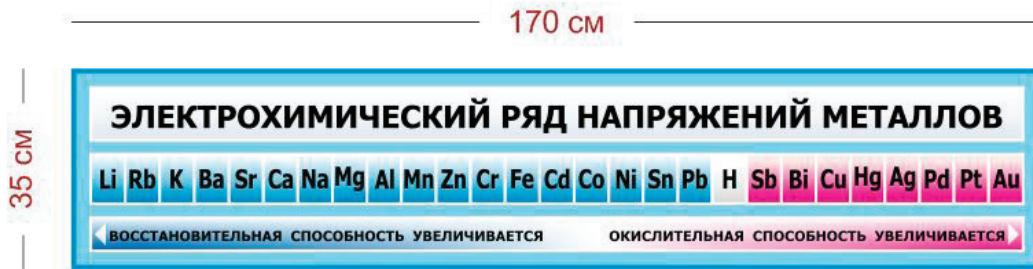 170 см
35 см
ЭЛЕКТРОХИМИЧЕСКИЙ РЯД НАПРЯЖЕНИЙ МЕТАЛЛОВ
Li Rb K Ba Sr Ca Na Mg Al Mn Zn Cr Fe Cd Co Ni Sn Pb H Sb Bi Cu Hg Ag Pd Pt Au
ВОССТАНОВИТЕЛЬНАЯ СПОСОБНОСТЬ УВЕЛИЧИВАЕТСЯ ОКИСЛИТЕЛЬНАЯ СПОСОБНОСТЬ УВЕЛИЧИВАЕТСЯ